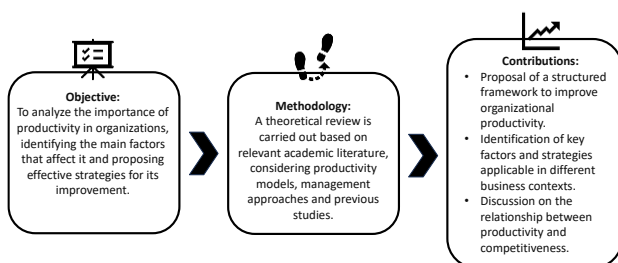 Objective:
To analyze the importance of
productivity in organizations,
identifying the main factors
that affect it and proposing
effective strategies for its
improvement.
Methodology:
A theoretical review is
carried out based on
relevant academic literature,
considering productivity
models, management
approaches and previous
studies.
Contributions:
• Proposal of a structured
framework to improve
organizational
productivity.
• Identification of key
factors and strategies
applicable in different
business contexts.
• Discussion on the
relationship between
productivity and
competitiveness.